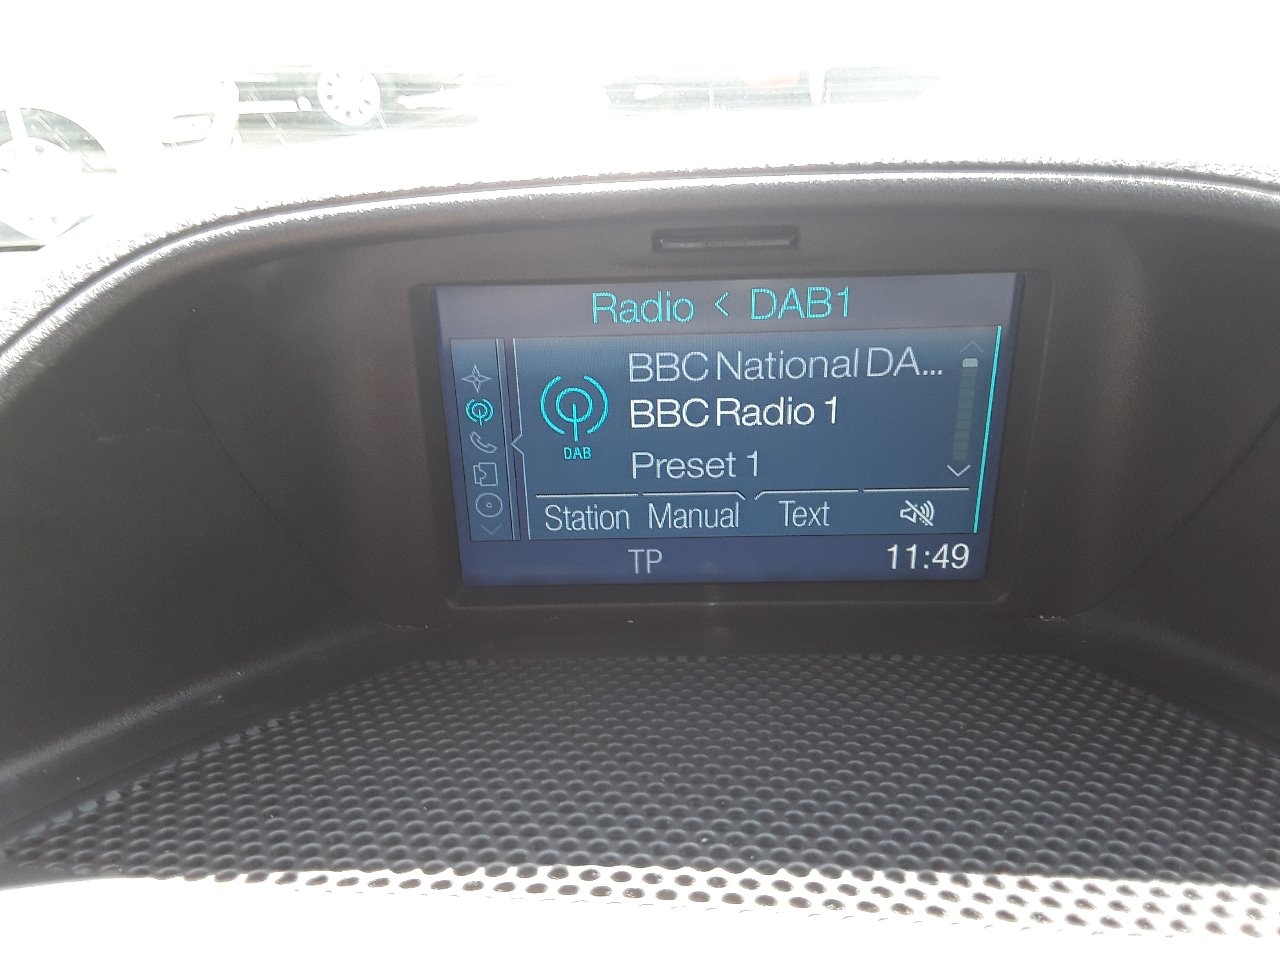 Radio < DAB1
BBC National DA...
BBC Radio 1
DAB
Preset 1
Station Manual Text
TP 11:49